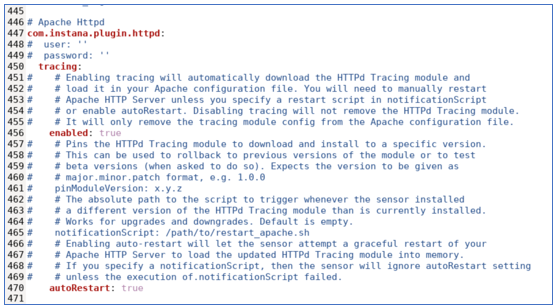 445
446 # Apache Httpd
447 com.instana.plugin.httpd:
448 #  user: ''
449 #  password: ''
450   tracing:
451 #    # Enabling tracing will automatically download the HTTPd Tracing module and
452 #    # load it in your Apache configuration file. You will need to manually restart
453 #    # Apache HTTP Server unless you specify a restart script in notificationScript
454 #    # or enable autoRestart. Disabling tracing will not remove the HTTPd Tracing module.
455 #    # It will only remove the tracing module config from the Apache configuration file.
456     enabled: true
457 #    # Pins the HTTPd Tracing module to download and install to a specific version.
458 #    # This can be used to rollback to previous versions of the module or to test
459 #    # beta versions (when asked to do so). Expects the version to be given as
460 #    # major.minor.patch format, e.g. 1.0.0
461 #    pinModuleVersion: x.y.z
462 #    # The absolute path to the script to trigger whenever the sensor installed
463 #    # a different version of the HTTPd Tracing module than is currently installed.
464 #    # Works for upgrades and downgrades. Default is empty.
465 #    notificationScript: /path/to/restart_apache.sh
466 #    # Enabling auto-restart will let the sensor attempt a graceful restart of your
467 #    # Apache HTTP Server to load the updated HTTPd Tracing module into memory.
468 #    # If you specify a notificationScript, then the sensor will ignore autoRestart setting
469 #    # unless the execution of.notificationScript failed.
470     autoRestart: true
471